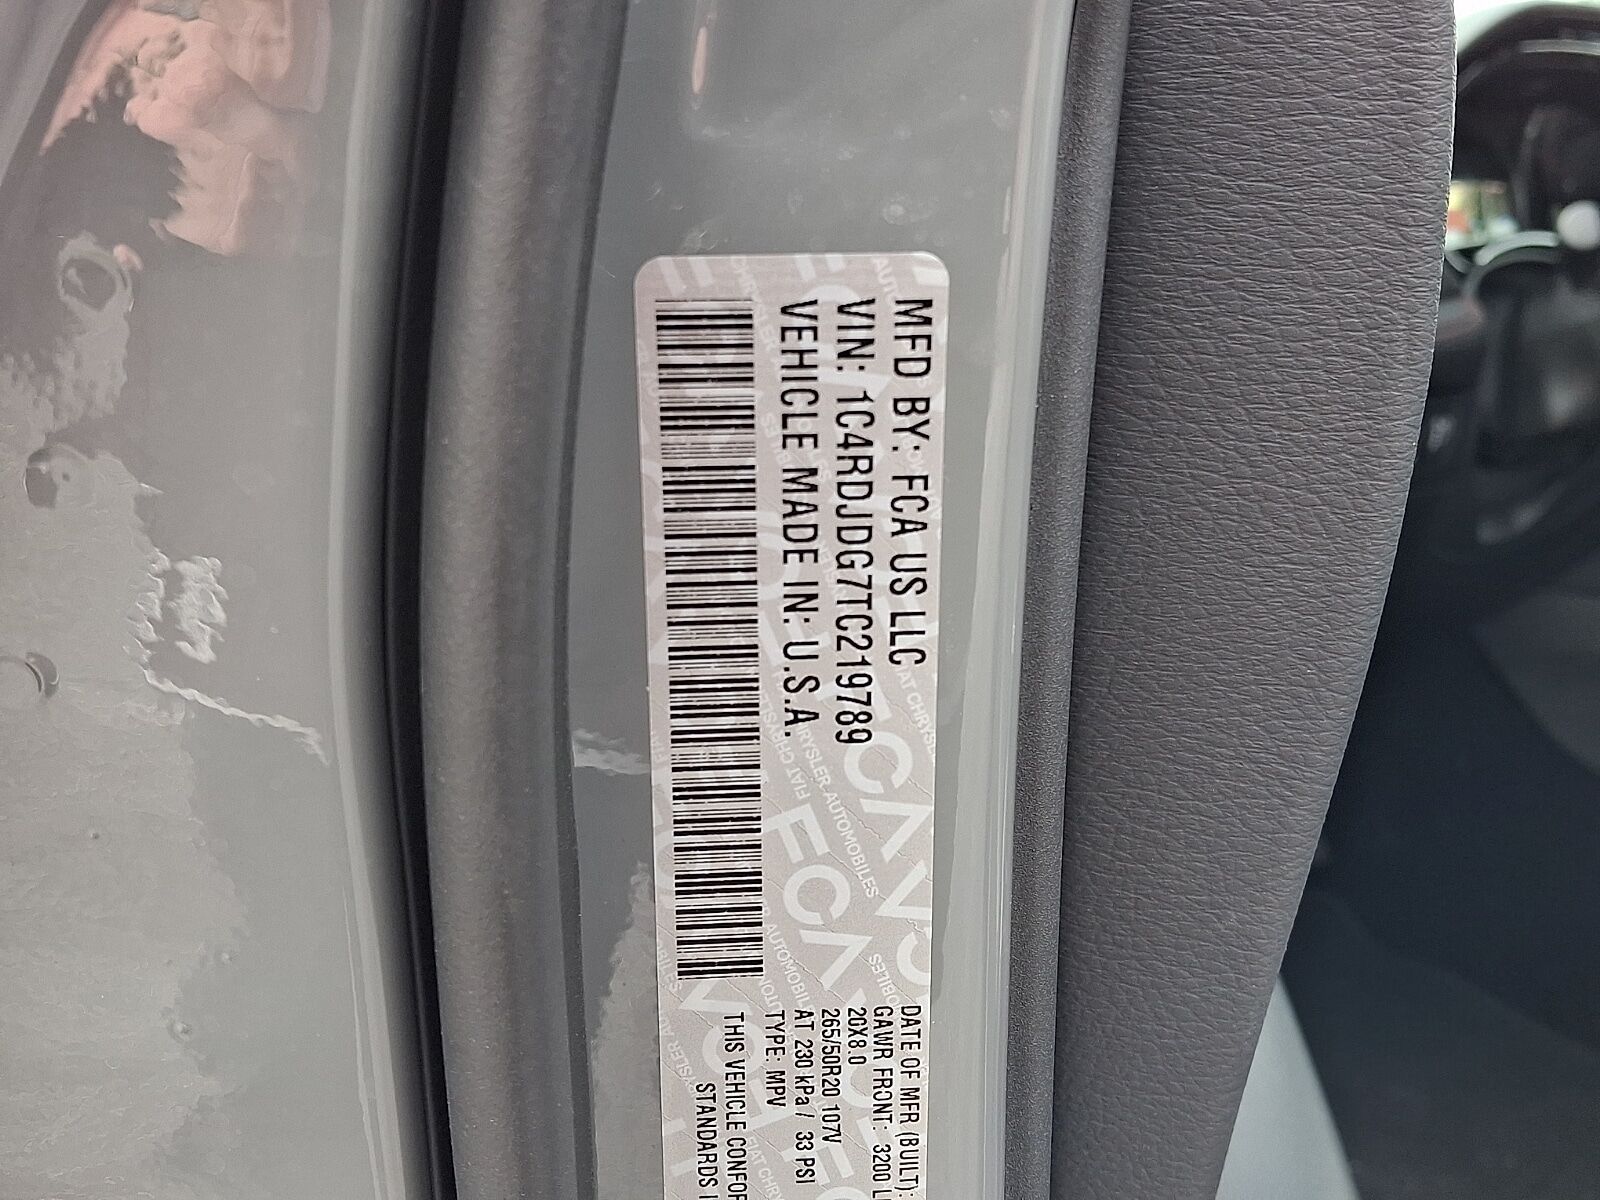 MFD BY: FCA US LLC
VIN: 1C4RDJDG7TC219789
VEHICLE MADE IN: U.S.A.
DATE OF MFR (BUILT):
GAWR FRONT: 3200
20X8.0
265/50R20 107V
AT 230 kPa / 33 PSI
TYPE: MPV
THIS VEHICLE
STANDARDS